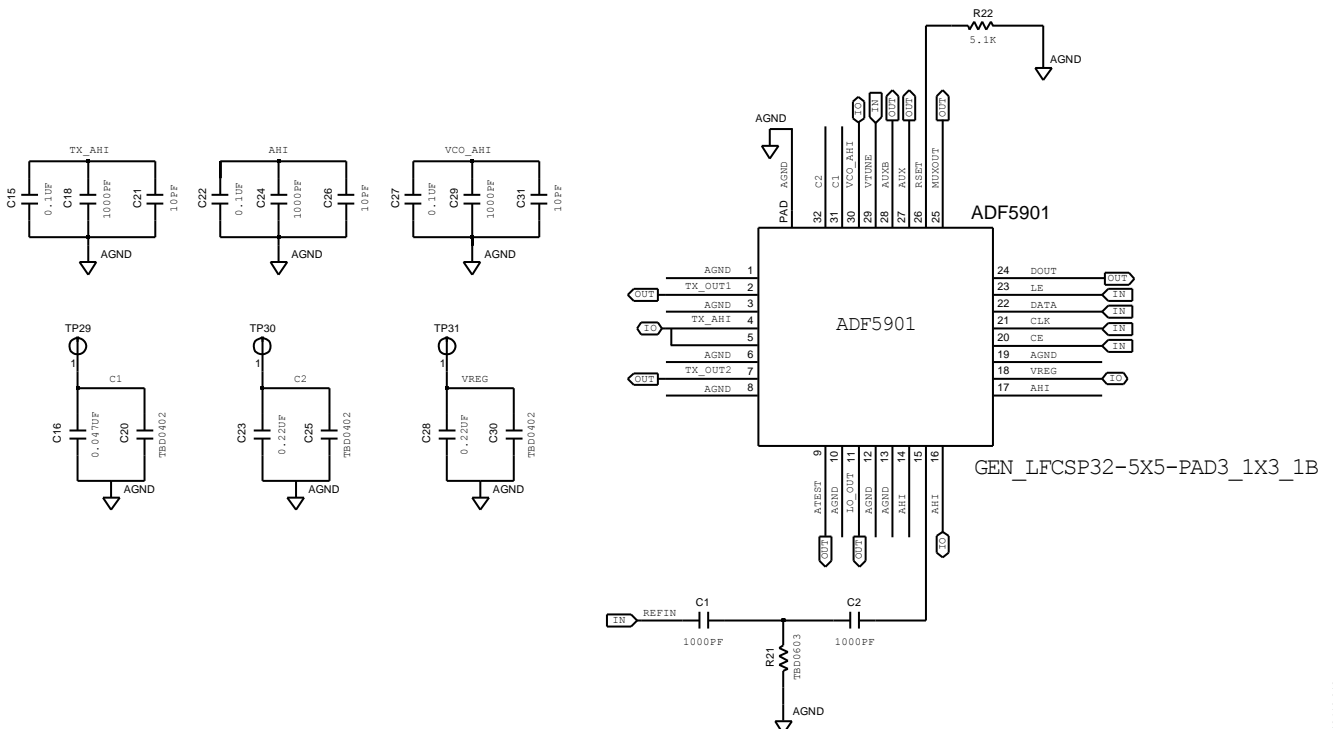 R22
5.1K
AGND
AGND
PAD AGND
32 C2
31 C1
30 VCO_AHI IO
29 VTUNE IN
28 AUXB OUT
27 AUX OUT
26 RSET
25 MUXOUT OUT
ADF5901
TX_AHI
C15 0.1UF
C18 1000PF
C21 10PF
AGND
AHI
C22 0.1UF
C24 1000PF
C26 10PF
AGND
VCO_AHI
C27 0.1UF
C29 1000PF
C31 10PF
AGND
AGND 1
OUT TX_OUT1 2
AGND 3
IO TX_AHI 4
5
AGND 6
OUT TX_OUT2 7
AGND 8
ADF5901
24 DOUT OUT
23 LE IN
22 DATA IN
21 CLK IN
20 CE IN
19 AGND
18 VREG IO
17 AHI
TP29
1
C1
C16 0.047UF
C20 TBD0402
AGND
TP30
1
C2
C23 0.22UF
C25 TBD0402
AGND
TP31
1
VREG
C28 0.22UF
C30 TBD0402
AGND
9 ATEST OUT
10 AGND
11 LO_OUT OUT
12 AGND
13 AGND
14 AHI
15
16 AHI IO
GEN_LFCSP32-5X5-PAD3_1X3_1B
IN REFIN
C1
1000PF
C2
1000PF
R21 TBD0603
AGND